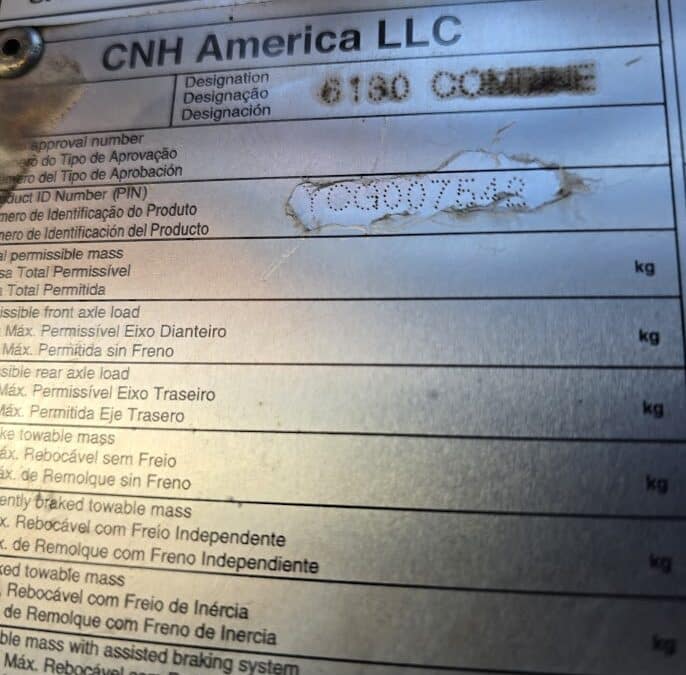 CNH America LLC
Designation
Designação
Designación
6130 COMBINE
approval number
do Tipo de Aprovação
del Tipo de Aprobación
ID Number (PIN)
de Identificação do Produto
de Identificación del Producto
YCG007542
permissible mass
Total Permissível
Total Permitida
kg
front axle load
Máx. Permissível Eixo Dianteiro
Máx. Permitida sin Freno
kg
rear axle load
Máx. Permissível Eixo Traseiro
Máx. Permitida Eje Trasero
kg
towable mass
Rebocável sem Freio
de Remolque sin Freno
kg
braked towable mass
Rebocável com Freio Independente
de Remolque com Freno Independiente
kg
towable mass
Rebocável com Freio de Inércia
de Remolque com Freno de Inercia
kg
mass with assisted braking system
Máx. Rebocável